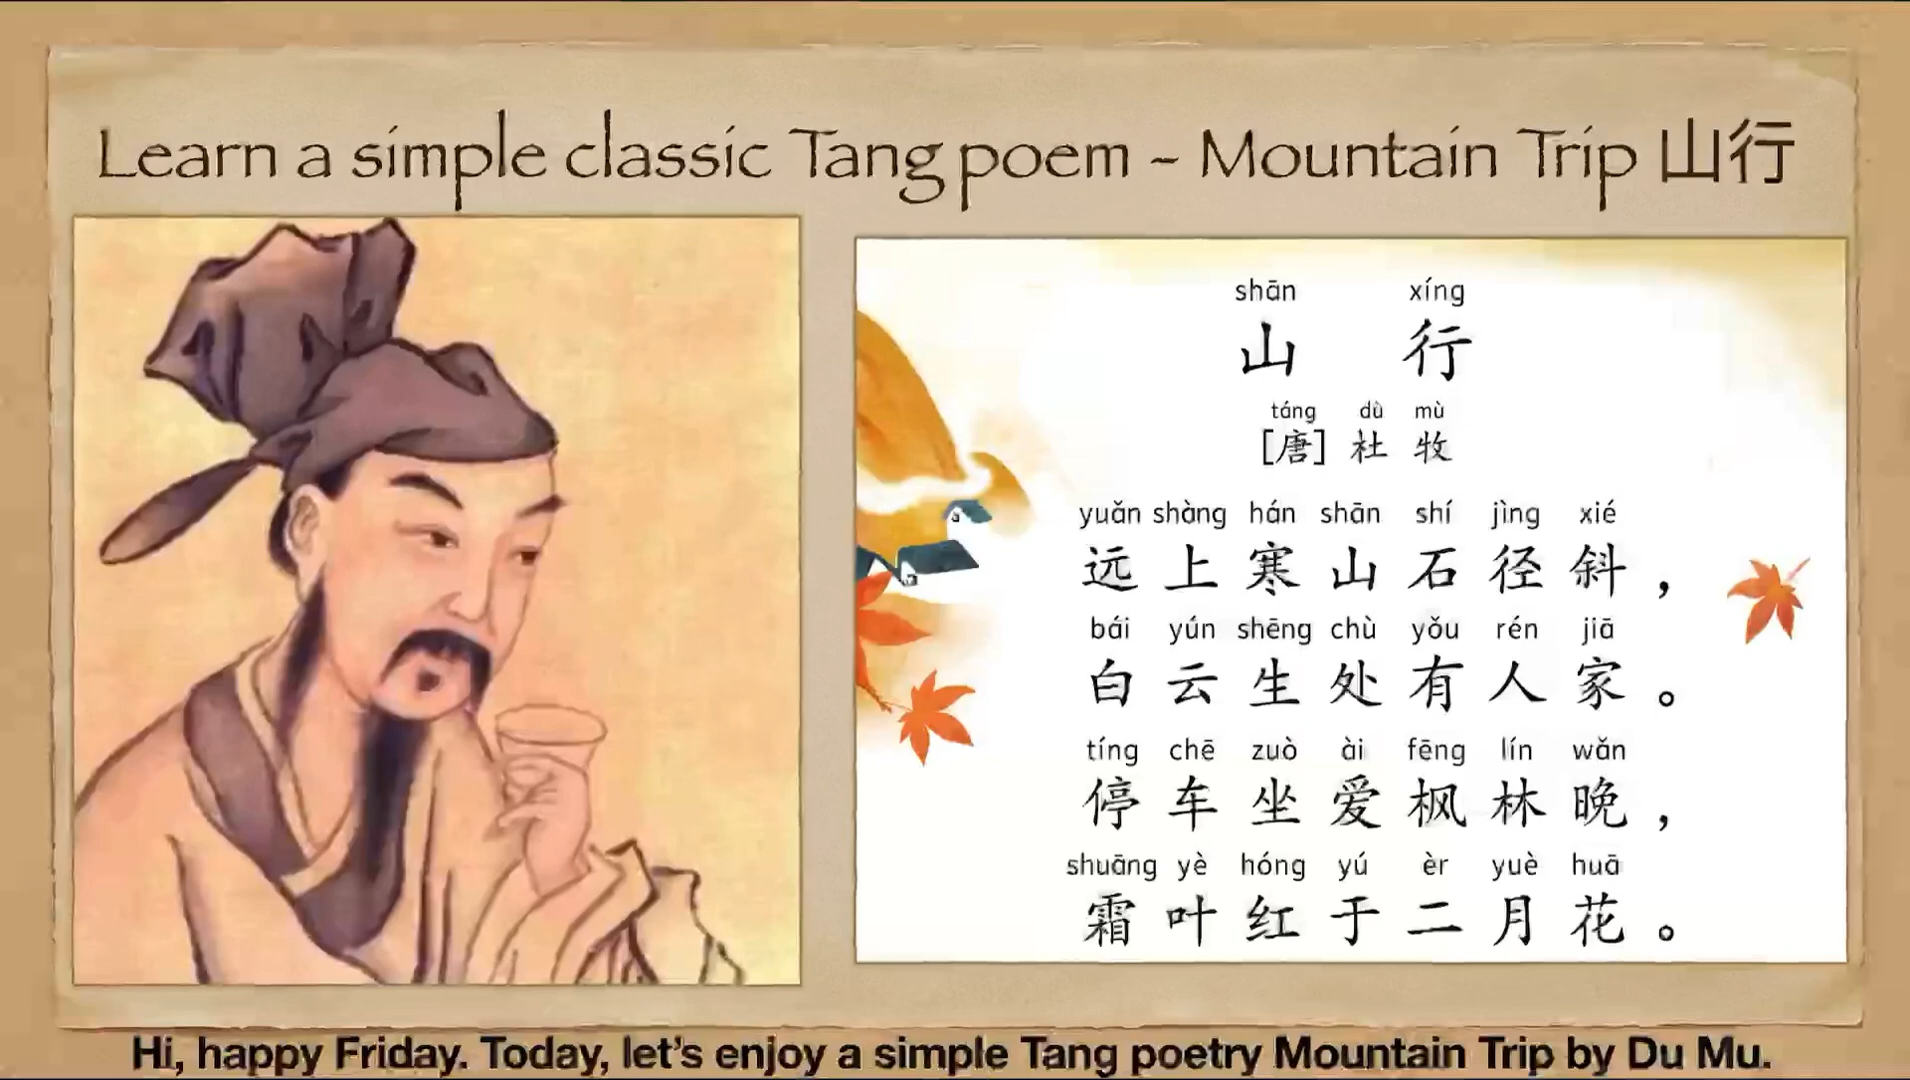 Learn a simple classic Tang poem - Mountain Trip 山行
shān xíng
山 行
táng dù mù
[唐] 杜 牧
yuǎn shàng hán shān shí jìng xié
远 上 寒 山 石 径 斜 ，
bái yún shēng chù yǒu rén jiā
白 云 生 处 有 人 家 。
tíng chē zuò ài fēng lín wǎn
停 车 坐 爱 枫 林 晚 ，
shuāng yè hóng yú èr yuè huā
霜 叶 红 于 二 月 花 。
Hi, happy Friday. Today, let's enjoy a simple Tang poetry Mountain Trip by Du Mu.